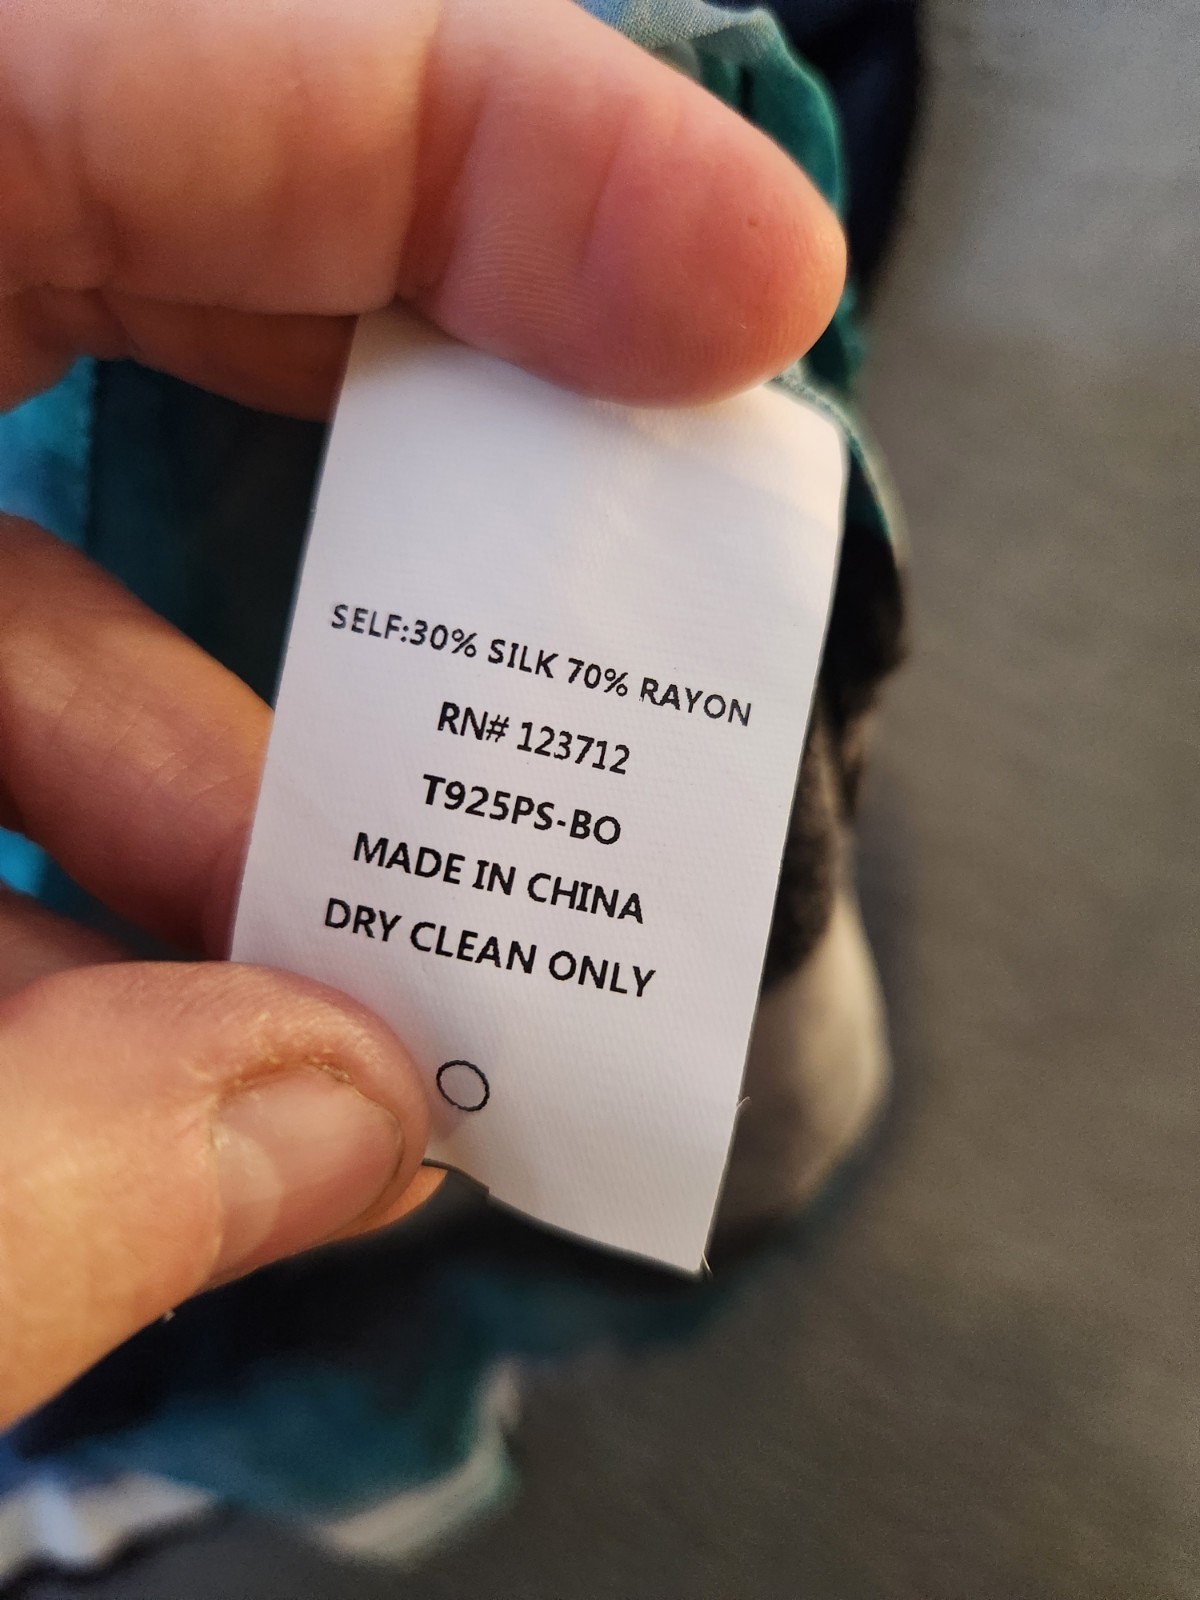 SELF:30% SILK 70% RAYON
RN# 123712
T925PS-BO
MADE IN CHINA
DRY CLEAN ONLY